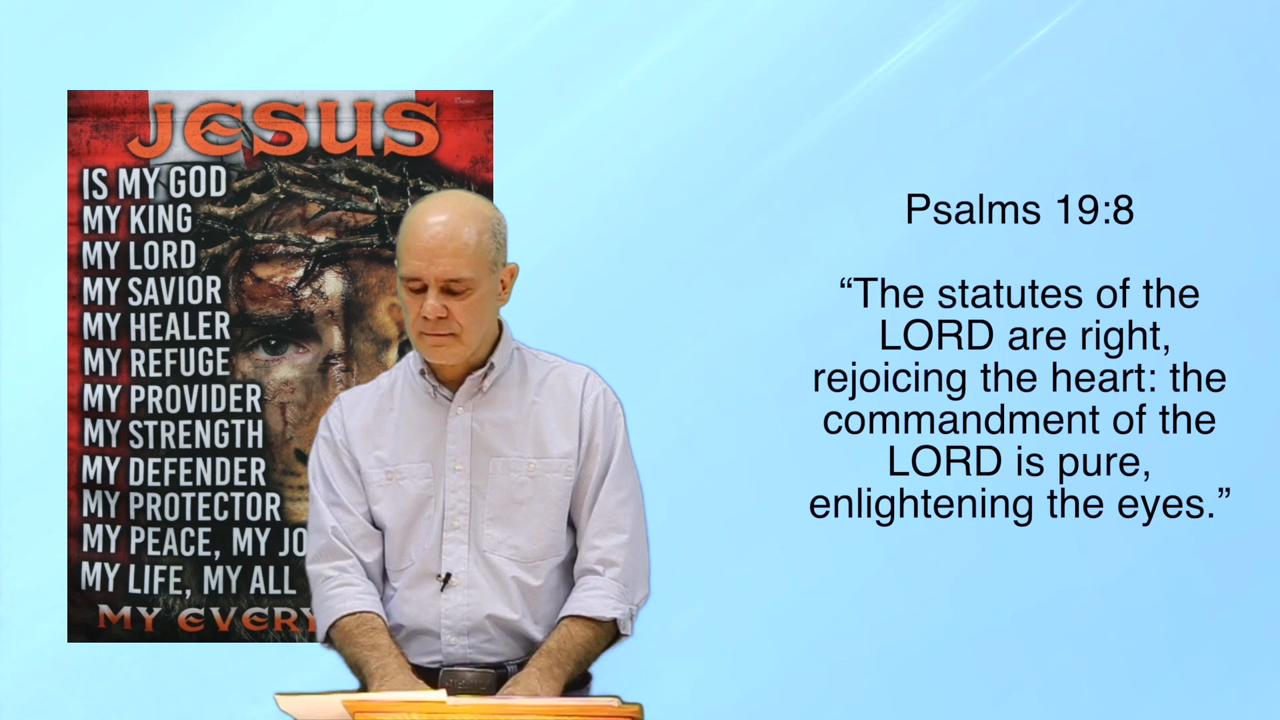 JESUS
IS MY GOD
MY KING
MY LORD
MY SAVIOR
MY HEALER
MY REFUGE
MY PROVIDER
MY STRENGTH
MY DEFENDER
MY PROTECTOR
MY PEACE, MY JO
MY LIFE, MY ALL
MY EVERY
Psalms 19:8
“The statutes of the
LORD are right,
rejoicing the heart: the
commandment of the
LORD is pure,
enlightening the eyes.”